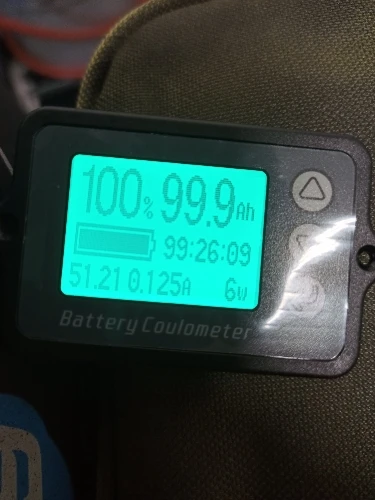 100% 99.9Ah
99:26:09
51.21 0.125A 6W
Battery Coulometer